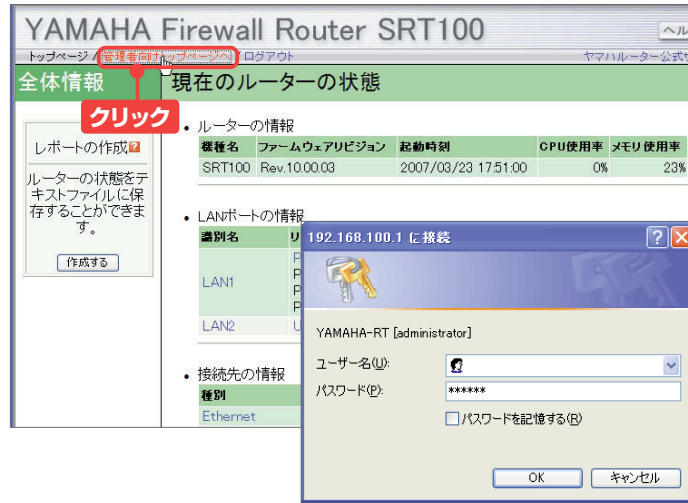 YAMAHA Firewall Router SRT100
トップページ / 管理者向けトップページへ / ログアウト
全体情報
現在のルーターの状態
クリック
レポートの作成
ルーターの状態をテ
キストファイルに保
存することができま
す。
作成する
• ルーターの情報
機種名 ファームウェアリビジョン 起動時刻 CPU使用率 メモリ使用率
SRT100 Rev.10.00.03 2007/03/23 17:51:00 0% 23%
• LANポートの情報
識別名
LAN1
P
P
P
LAN2 U
• 接続先の情報
種別
Ethernet
192.168.100.1 に接続
YAMAHA-RT [administrator]
ユーザー名(U):
パスワード(P): ******
パスワードを記憶する(R)
OK キャンセル